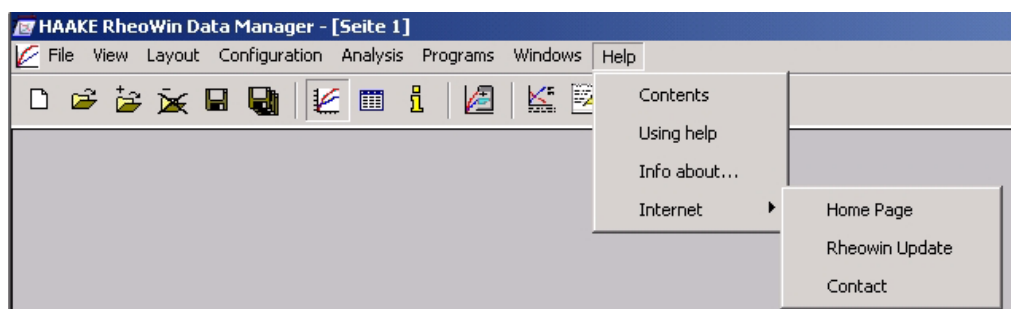 HAAKE RheoWin Data Manager - [Seite 1]
File View Layout Configuration Analysis Programs Windows Help
Contents
Using help
Info about...
Internet
Home Page
Rheowin Update
Contact